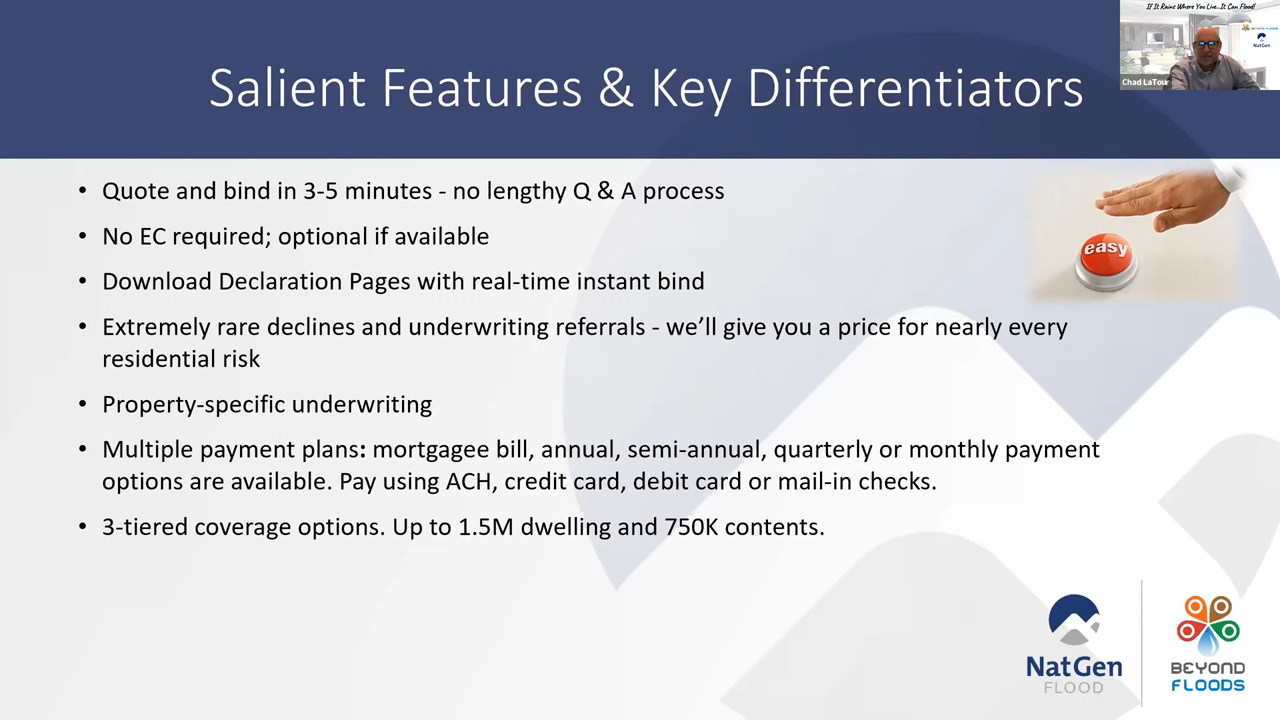 If It Rains Where You Live...It Can Flood!
BEYOND FLOODS
NatGen
Chad LaTour
Salient Features & Key Differentiators
• Quote and bind in 3-5 minutes - no lengthy Q & A process
• No EC required; optional if available
• Download Declaration Pages with real-time instant bind
• Extremely rare declines and underwriting referrals - we’ll give you a price for nearly every
residential risk
• Property-specific underwriting
• Multiple payment plans: mortgagee bill, annual, semi-annual, quarterly or monthly payment
options are available. Pay using ACH, credit card, debit card or mail-in checks.
• 3-tiered coverage options. Up to 1.5M dwelling and 750K contents.
easy
NatGen
FLOOD
BEYOND
FLOODS